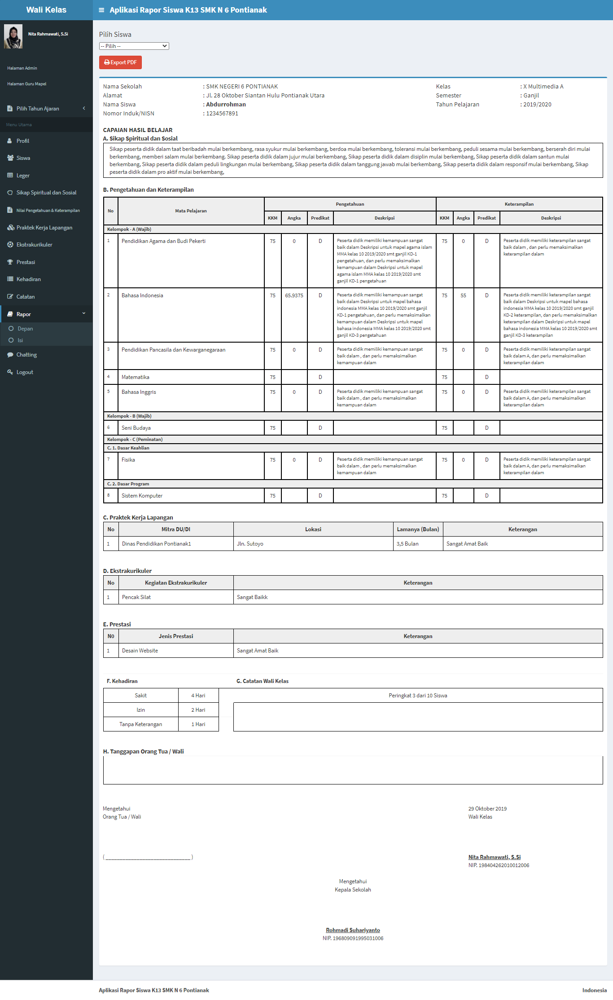 Wali Kelas
Aplikasi Rapor Siswa K13 SMK N 6 Pontianak
Nita Rahmawati, S.Si
Halaman Admin
Halaman Guru Mapel
Pilih Tahun Ajaran
Menu Utama
Profil
Siswa
Leger
Sikap Spiritual dan Sosial
Nilai Pengetahuan & Keterampilan
Praktek Kerja Lapangan
Ekstrakurikuler
Prestasi
Kehadiran
Catatan
Rapor
Depan
Isi
Chatting
Logout
Pilih Siswa
-- Pilih --
Export PDF
Nama Sekolah : SMK NEGERI 6 PONTIANAK Kelas : X Multimedia A
Alamat : Jl. 28 Oktober Siantan Hulu Pontianak Utara Semester : Ganjil
Nama Siswa : Abdurrohman Tahun Pelajaran : 2019/2020
Nomor Induk/NISN : 1234567891
CAPAIAN HASIL BELAJAR
A. Sikap Spiritual dan Sosial
Sikap peserta didik dalam taat beribadah mulai berkembang, rasa syukur mulai berkembang, berdoa mulai berkembang, toleransi mulai berkembang, peduli sesama mulai berkembang, berserah diri mulai
berkembang, memberi salam mulai berkembang. Sikap peserta didik dalam jujur mulai berkembang, Sikap peserta didik dalam disiplin mulai berkembang, Sikap peserta didik dalam santun mulai
berkembang, Sikap peserta didik dalam peduli lingkungan mulai berkembang, Sikap peserta didik dalam tanggung jawab mulai berkembang, Sikap peserta didik dalam responsif mulai berkembang, Sikap
peserta didik dalam pro aktif mulai berkembang,
B. Pengetahuan dan Keterampilan
No Mata Pelajaran Pengetahuan Keterampilan
KKM Angka Predikat Deskripsi KKM Angka Predikat Deskripsi
Kelompok - A (Wajib)
1 Pendidikan Agama dan Budi Pekerti 75 0 D
Peserta didik memiliki kemampuan sangat
baik dalam Deskripsi untuk mapel agama islam
MMA kelas 10 2019/2020 smt ganjil KD-1
pengetahuan, dan perlu memaksimalkan
kemampuan dalam Deskripsi untuk mapel
agama islam MMA kelas 10 2019/2020 smt
ganjil KD-1 pengetahuan
75 0 D
Peserta didik memiliki keterampilan sangat
baik dalam , dan perlu memaksimalkan
keterampilan dalam
2 Bahasa Indonesia 75 65.9375 D
Peserta didik memiliki kemampuan sangat
baik dalam Deskripsi untuk mapel bahasa
indonesia MMA kelas 10 2019/2020 smt ganjil
KD-1 pengetahuan, dan perlu memaksimalkan
kemampuan dalam Deskripsi untuk mapel
bahasa indonesia MMA kelas 10 2019/2020 smt
ganjil KD-3 pengetahuan
75 55 D
Peserta didik memiliki keterampilan sangat
baik dalam Deskripsi untuk mapel bahasa
indonesia MMA kelas 10 2019/2020 smt ganjil
KD-2 keterampilan, dan perlu memaksimalkan
keterampilan dalam Deskripsi untuk mapel
bahasa indonesia MMA kelas 10 2019/2020 smt
ganjil KD-3 keterampilan
3 Pendidikan Pancasila dan Kewarganegaraan 75 0 D
Peserta didik memiliki kemampuan sangat
baik dalam , dan perlu memaksimalkan
kemampuan dalam
75 0 D
Peserta didik memiliki keterampilan sangat
baik dalam A, dan perlu memaksimalkan
keterampilan dalam
4 Matematika 75 D 75 D
5 Bahasa Inggris 75 0 D
Peserta didik memiliki kemampuan sangat
baik dalam , dan perlu memaksimalkan
kemampuan dalam
75 0 D
Peserta didik memiliki keterampilan sangat
baik dalam A, dan perlu memaksimalkan
keterampilan dalam
Kelompok - B (Wajib)
6 Seni Budaya 75 D 75 D
Kelompok - C (Peminatan)
C. 1. Dasar Keahlian
7 Fisika 75 0 D
Peserta didik memiliki kemampuan sangat
baik dalam , dan perlu memaksimalkan
kemampuan dalam
75 0 D
Peserta didik memiliki keterampilan sangat
baik dalam A, dan perlu memaksimalkan
keterampilan dalam
C. 2. Dasar Program
8 Sistem Komputer 75 D 75 D
C. Praktek Kerja Lapangan
No Mitra DU/DI Lokasi Lamanya (Bulan) Keterangan
1 Dinas Pendidikan Pontianak1 Jln. Sutoyo 3,5 Bulan Sangat Amat Baik
D. Ekstrakurikuler
No Kegiatan Ekstrakurikuler Keterangan
1 Pencak Silat Sangat Baikk
E. Prestasi
N0 Jenis Prestasi Keterangan
1 Desain Website Sangat Amat Baik
F. Kehadiran G. Catatan Wali Kelas
Sakit 4 Hari Peringkat 3 dari 10 Siswa
Izin 2 Hari
Tanpa Keterangan 1 Hari
H. Tanggapan Orang Tua / Wali
Mengetahui 29 Oktober 2019
Orang Tua / Wali Wali Kelas
( ______________________________ ) Nita Rahmawati, S.Si
NIP. 198404262010012006
Mengetahui
Kepala Sekolah
Rohmadi Suhariyanto
NIP. 196809091995031006
Aplikasi Rapor Siswa K13 SMK N 6 Pontianak Indonesia